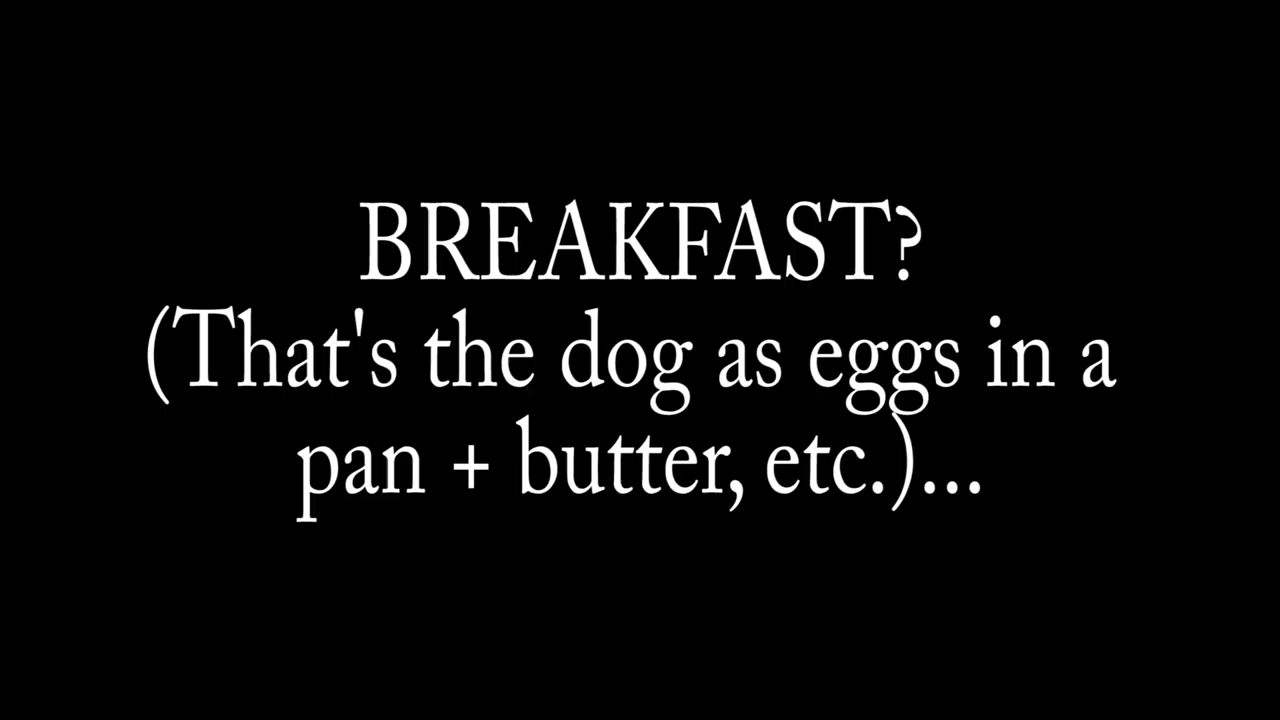 BREAKFAST?
(That's the dog as eggs in a
pan + butter, etc.)...